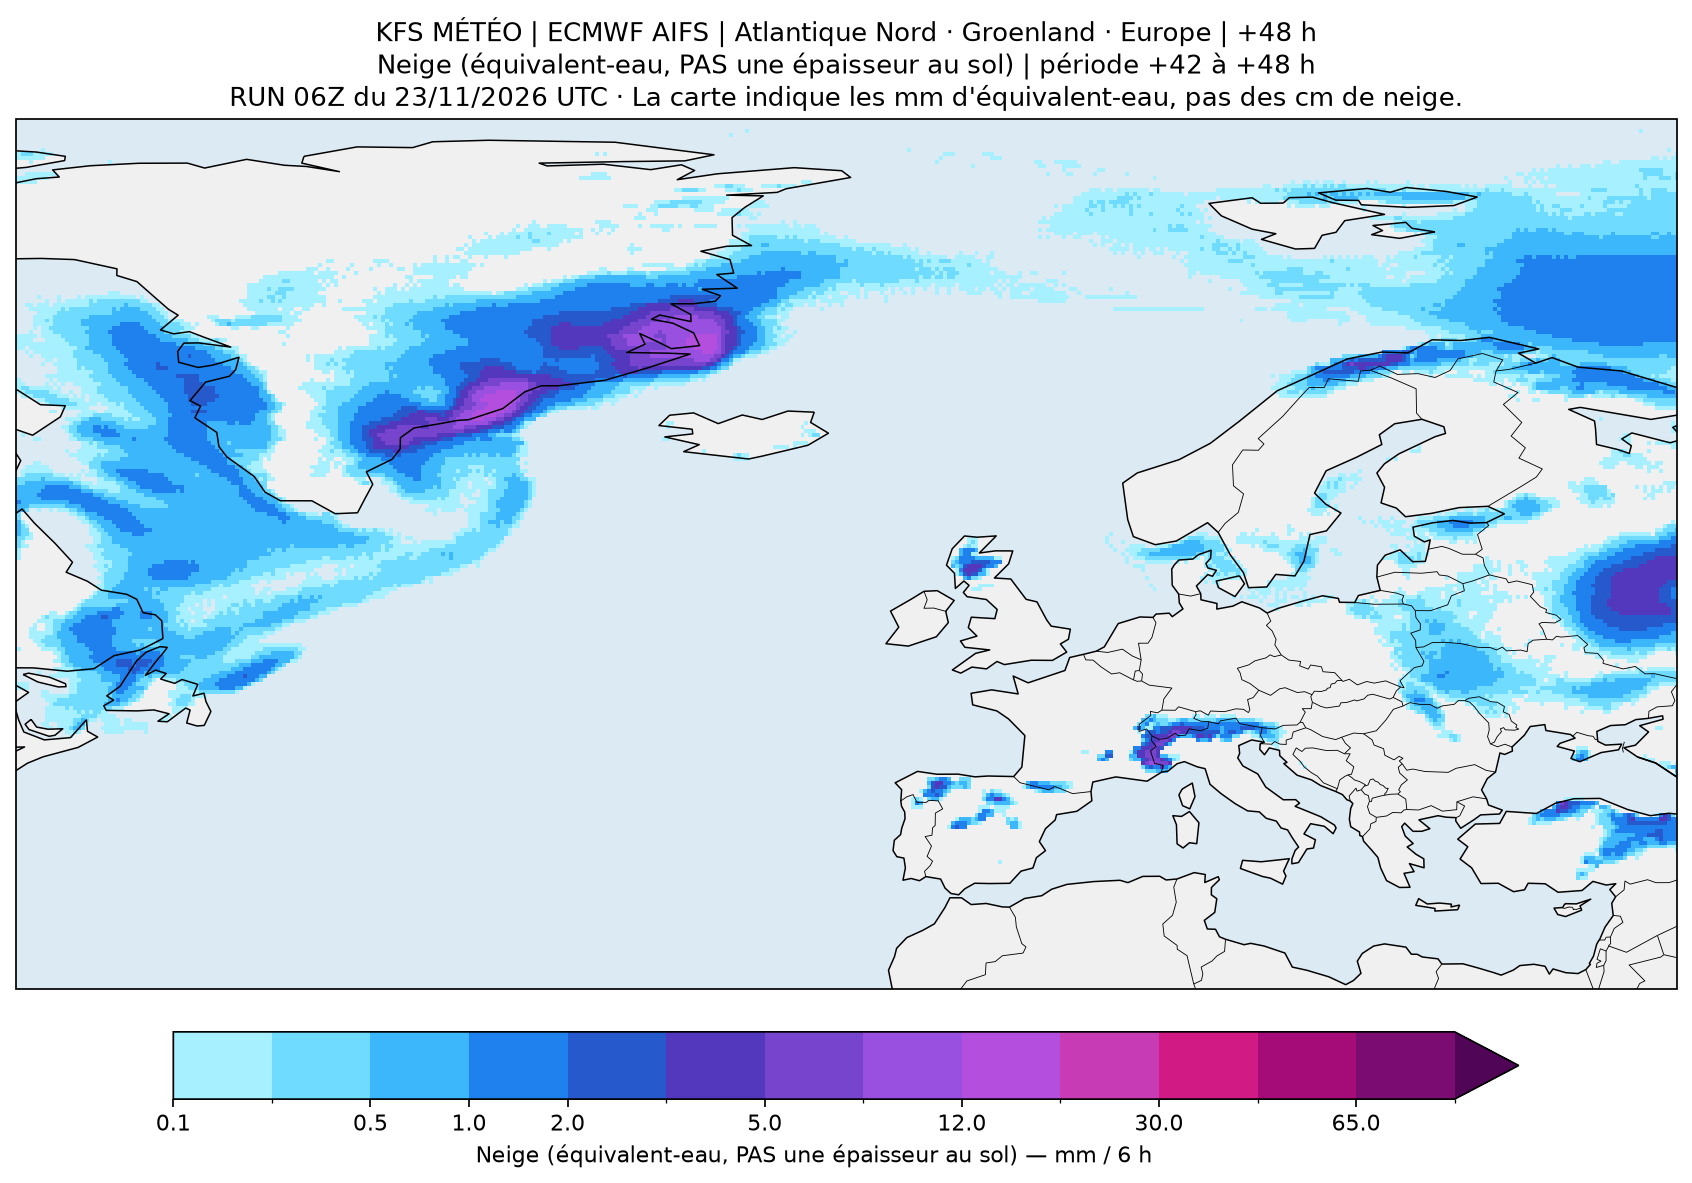 KFS MÉTÉO | ECMWF AIFS | Atlantique Nord · Groenland · Europe | +48 h
Neige (équivalent-eau, PAS une épaisseur au sol) | période +42 à +48 h
RUN 06Z du 23/11/2026 UTC · La carte indique les mm d'équivalent-eau, pas des cm de neige.
0.1 0.5 1.0 2.0 5.0 12.0 30.0 65.0
Neige (équivalent-eau, PAS une épaisseur au sol) — mm / 6 h